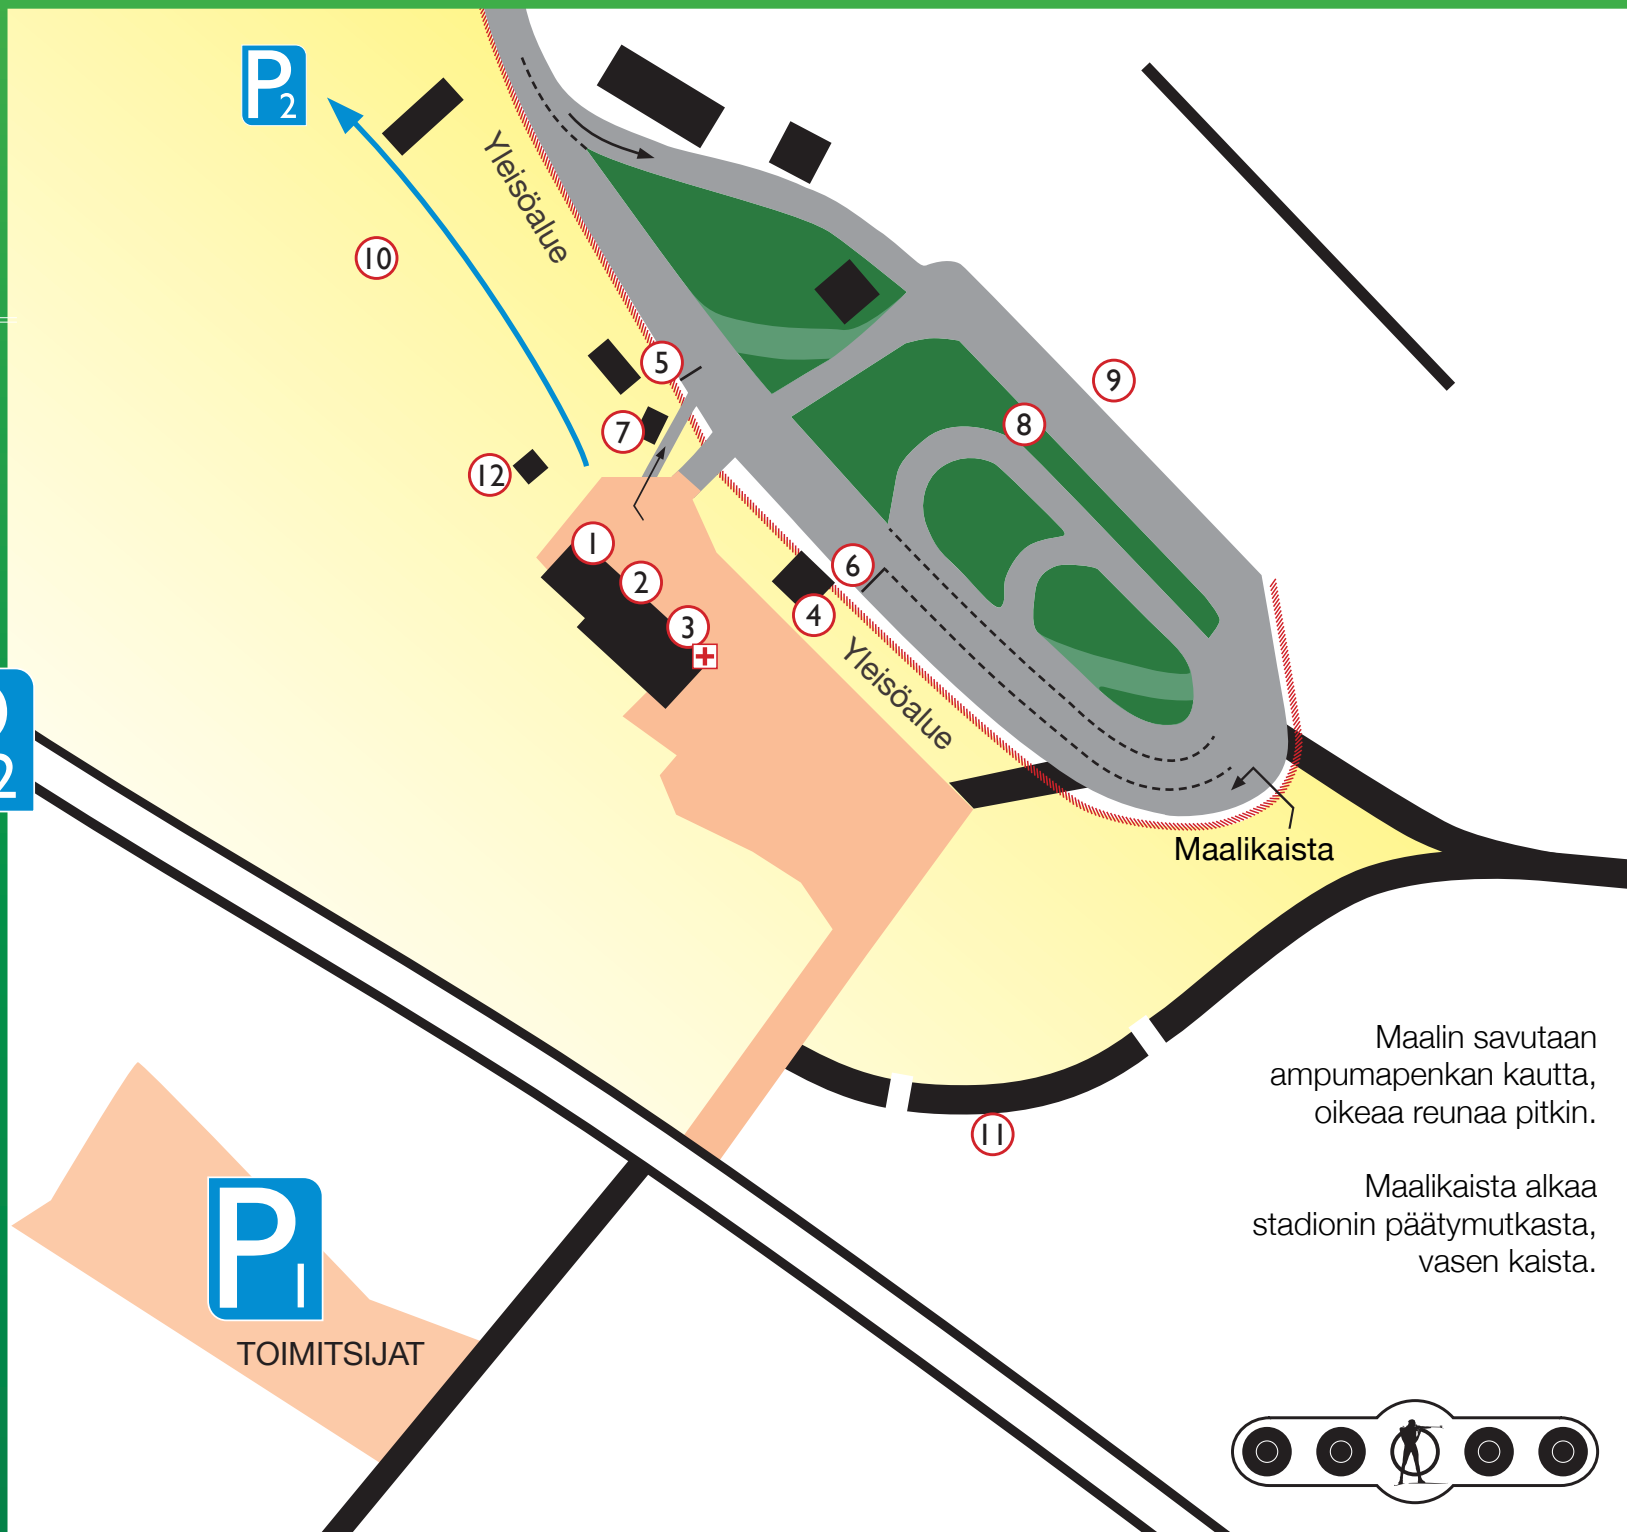 P2
Yleisöalue
10
5
9
7
8
12
1
2
6
3
4
Yleisöalue
2
Maalikaista
Maalin savutaan
ampumapenkan kautta,
oikeaa reunaa pitkin.
11
Maalikaista alkaa
stadionin päätymutkasta,
vasen kaista.
P1
TOIMITSIJAT